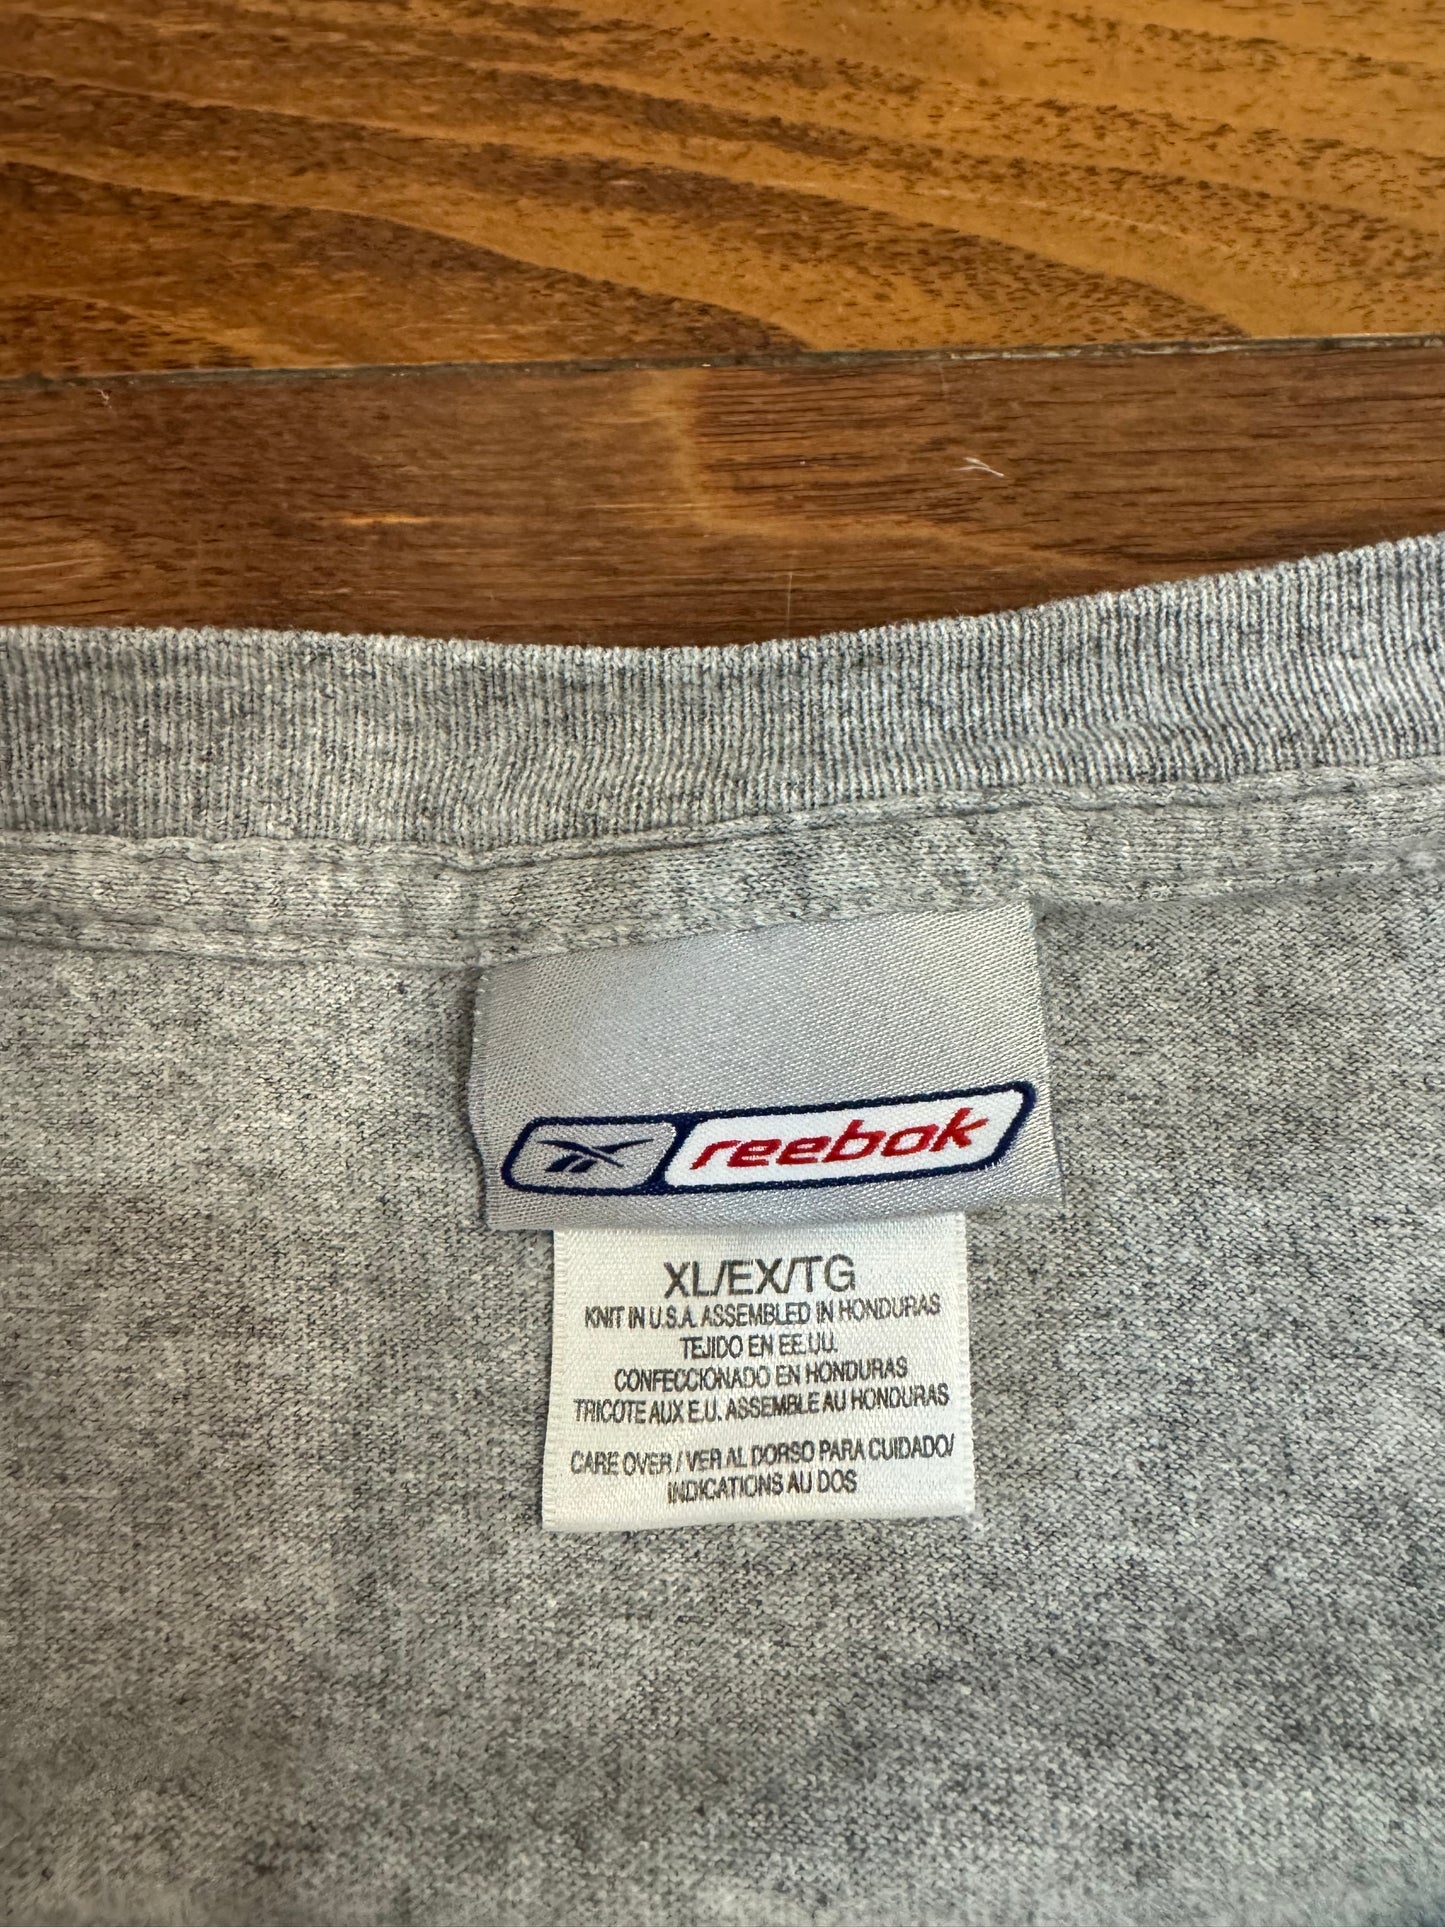 reebok
XL/EX/TG
KNIT IN U.S.A. ASSEMBLED IN HONDURAS
TEJIDO EN EE.UU.
CONFECCIONADO EN HONDURAS
TRICOTE AUX E.U. ASSEMBLE AU HONDURAS
CARE OVER / VER AL DORSO PARA CUIDADO/
INDICATIONS AU DOS